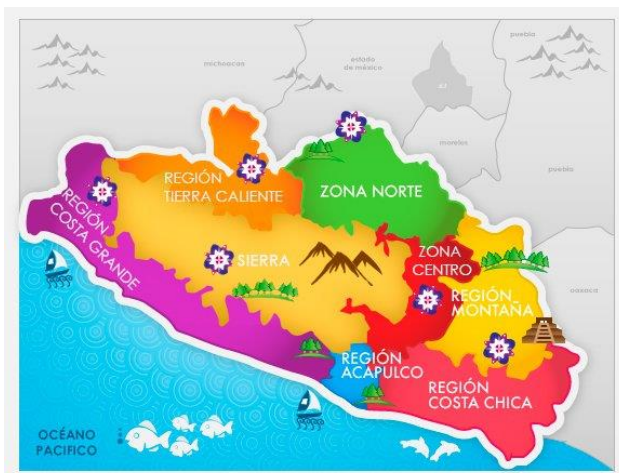 puebla
michoacan
estado
de méxico
d.f
morelos
puebla
REGIÓN
TIERRA CALIENTE
ZONA NORTE
REGIÓN
COSTA GRANDE
SIERRA
ZONA
CENTRO
REGIÓN
MONTAÑA
oaxaca
REGIÓN
ACAPULCO
REGIÓN
COSTA CHICA
OCÉANO
PACIFICO